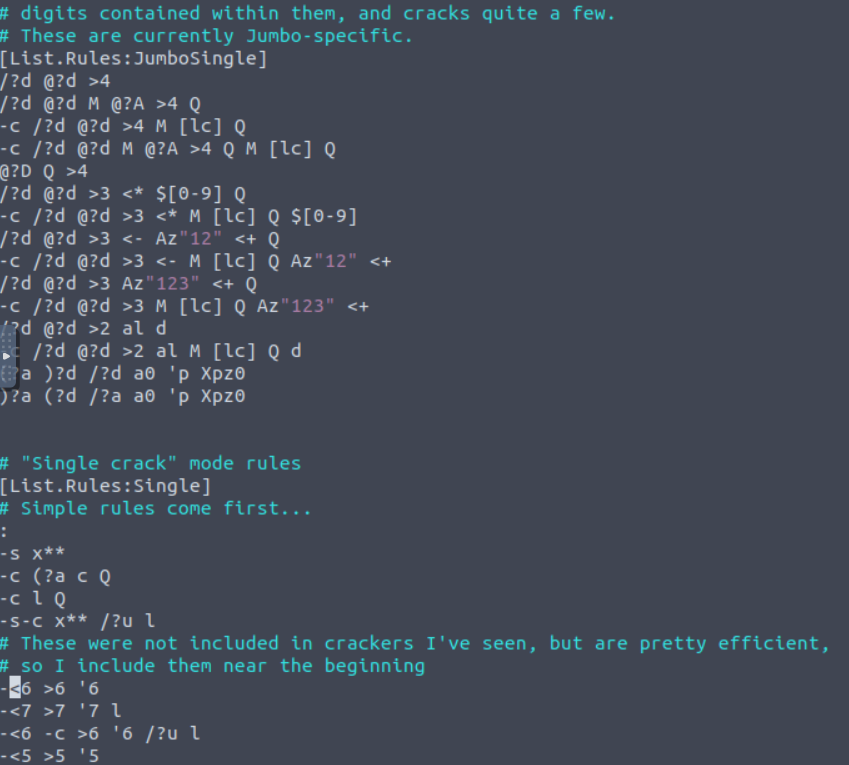 # digits contained within them, and cracks quite a few.
# These are currently Jumbo-specific.
[List.Rules:JumboSingle]
/?d @?d >4
/?d @?d M @?A >4 Q
-c /?d @?d >4 M [lc] Q
-c /?d @?d M @?A >4 Q M [lc] Q
@?D Q >4
/?d @?d >3 <* $[0-9] Q
-c /?d @?d >3 <* M [lc] Q $[0-9]
/?d @?d >3 <- Az"12" <+ Q
-c /?d @?d >3 <- M [lc] Q Az"12" <+
/?d @?d >3 Az"123" <+ Q
-c /?d @?d >3 M [lc] Q Az"123" <+
/?d @?d >2 al d
c /?d @?d >2 al M [lc] Q d
(?a )?d /?d a0 'p Xpz0
)?a (?d /?a a0 'p Xpz0
# "Single crack" mode rules
[List.Rules:Single]
# Simple rules come first...
:
-s x**
-c (?a c Q
-c l Q
-s-c x** /?u l
# These were not included in crackers I've seen, but are pretty efficient,
# so I include them near the beginning
-<6 >6 '6
-<7 >7 '7 l
-<6 -c >6 '6 /?u l
-<5 >5 '5